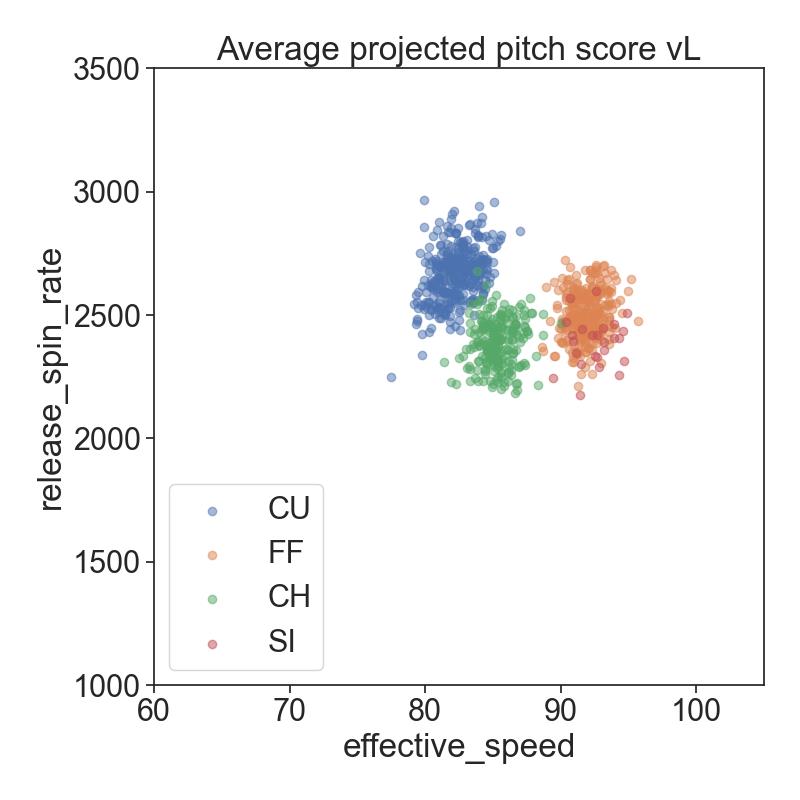 Average projected pitch score vL
3500
3000
2500
2000
1500
1000
release_spin_rate
CU
FF
CH
SI
60 70 80 90 100
effective_speed